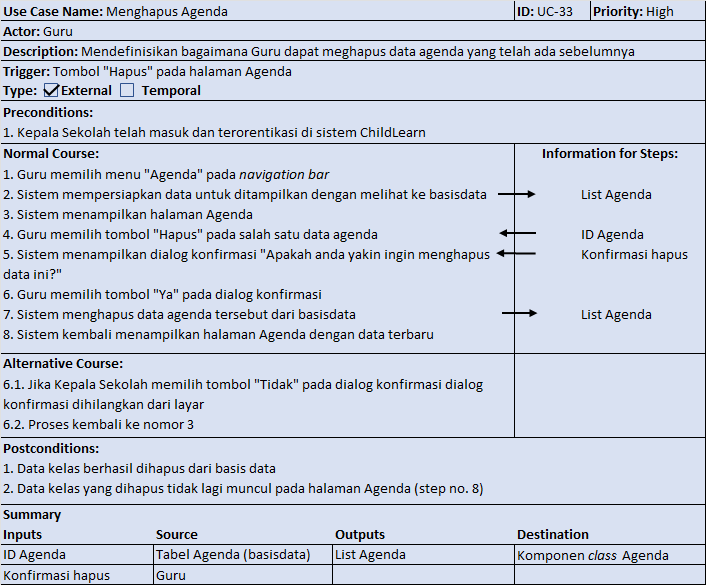 Use Case Name: Menghapus Agenda ID: UC-33 Priority: High
Actor: Guru
Description: Mendefinisikan bagaimana Guru dapat meghapus data agenda yang telah ada sebelumnya
Trigger: Tombol "Hapus" pada halaman Agenda
Type: External Temporal
Preconditions:
1. Kepala Sekolah telah masuk dan terorentikasi di sistem ChildLearn
Normal Course: Information for Steps:
1. Guru memilih menu "Agenda" pada navigation bar
2. Sistem mempersiapkan data untuk ditampilkan dengan melihat ke basisdata List Agenda
3. Sistem menampilkan halaman Agenda
4. Guru memilih tombol "Hapus" pada salah satu data agenda ID Agenda
5. Sistem menampilkan dialog konfirmasi "Apakah anda yakin ingin menghapus Konfirmasi hapus
data ini?"
6. Guru memilih tombol "Ya" pada dialog konfirmasi
7. Sistem menghapus data agenda tersebut dari basisdata List Agenda
8. Sistem kembali menampilkan halaman Agenda dengan data terbaru
Alternative Course:
6.1. Jika Kepala Sekolah memilih tombol "Tidak" pada dialog konfirmasi dialog
konfirmasi dihilangkan dari layar
6.2. Proses kembali ke nomor 3
Postconditions:
1. Data kelas berhasil dihapus dari basis data
2. Data kelas yang dihapus tidak lagi muncul pada halaman Agenda (step no. 8)
Summary
Inputs Source Outputs Destination
ID Agenda Tabel Agenda (basisdata) List Agenda Komponen class Agenda
Konfirmasi hapus Guru